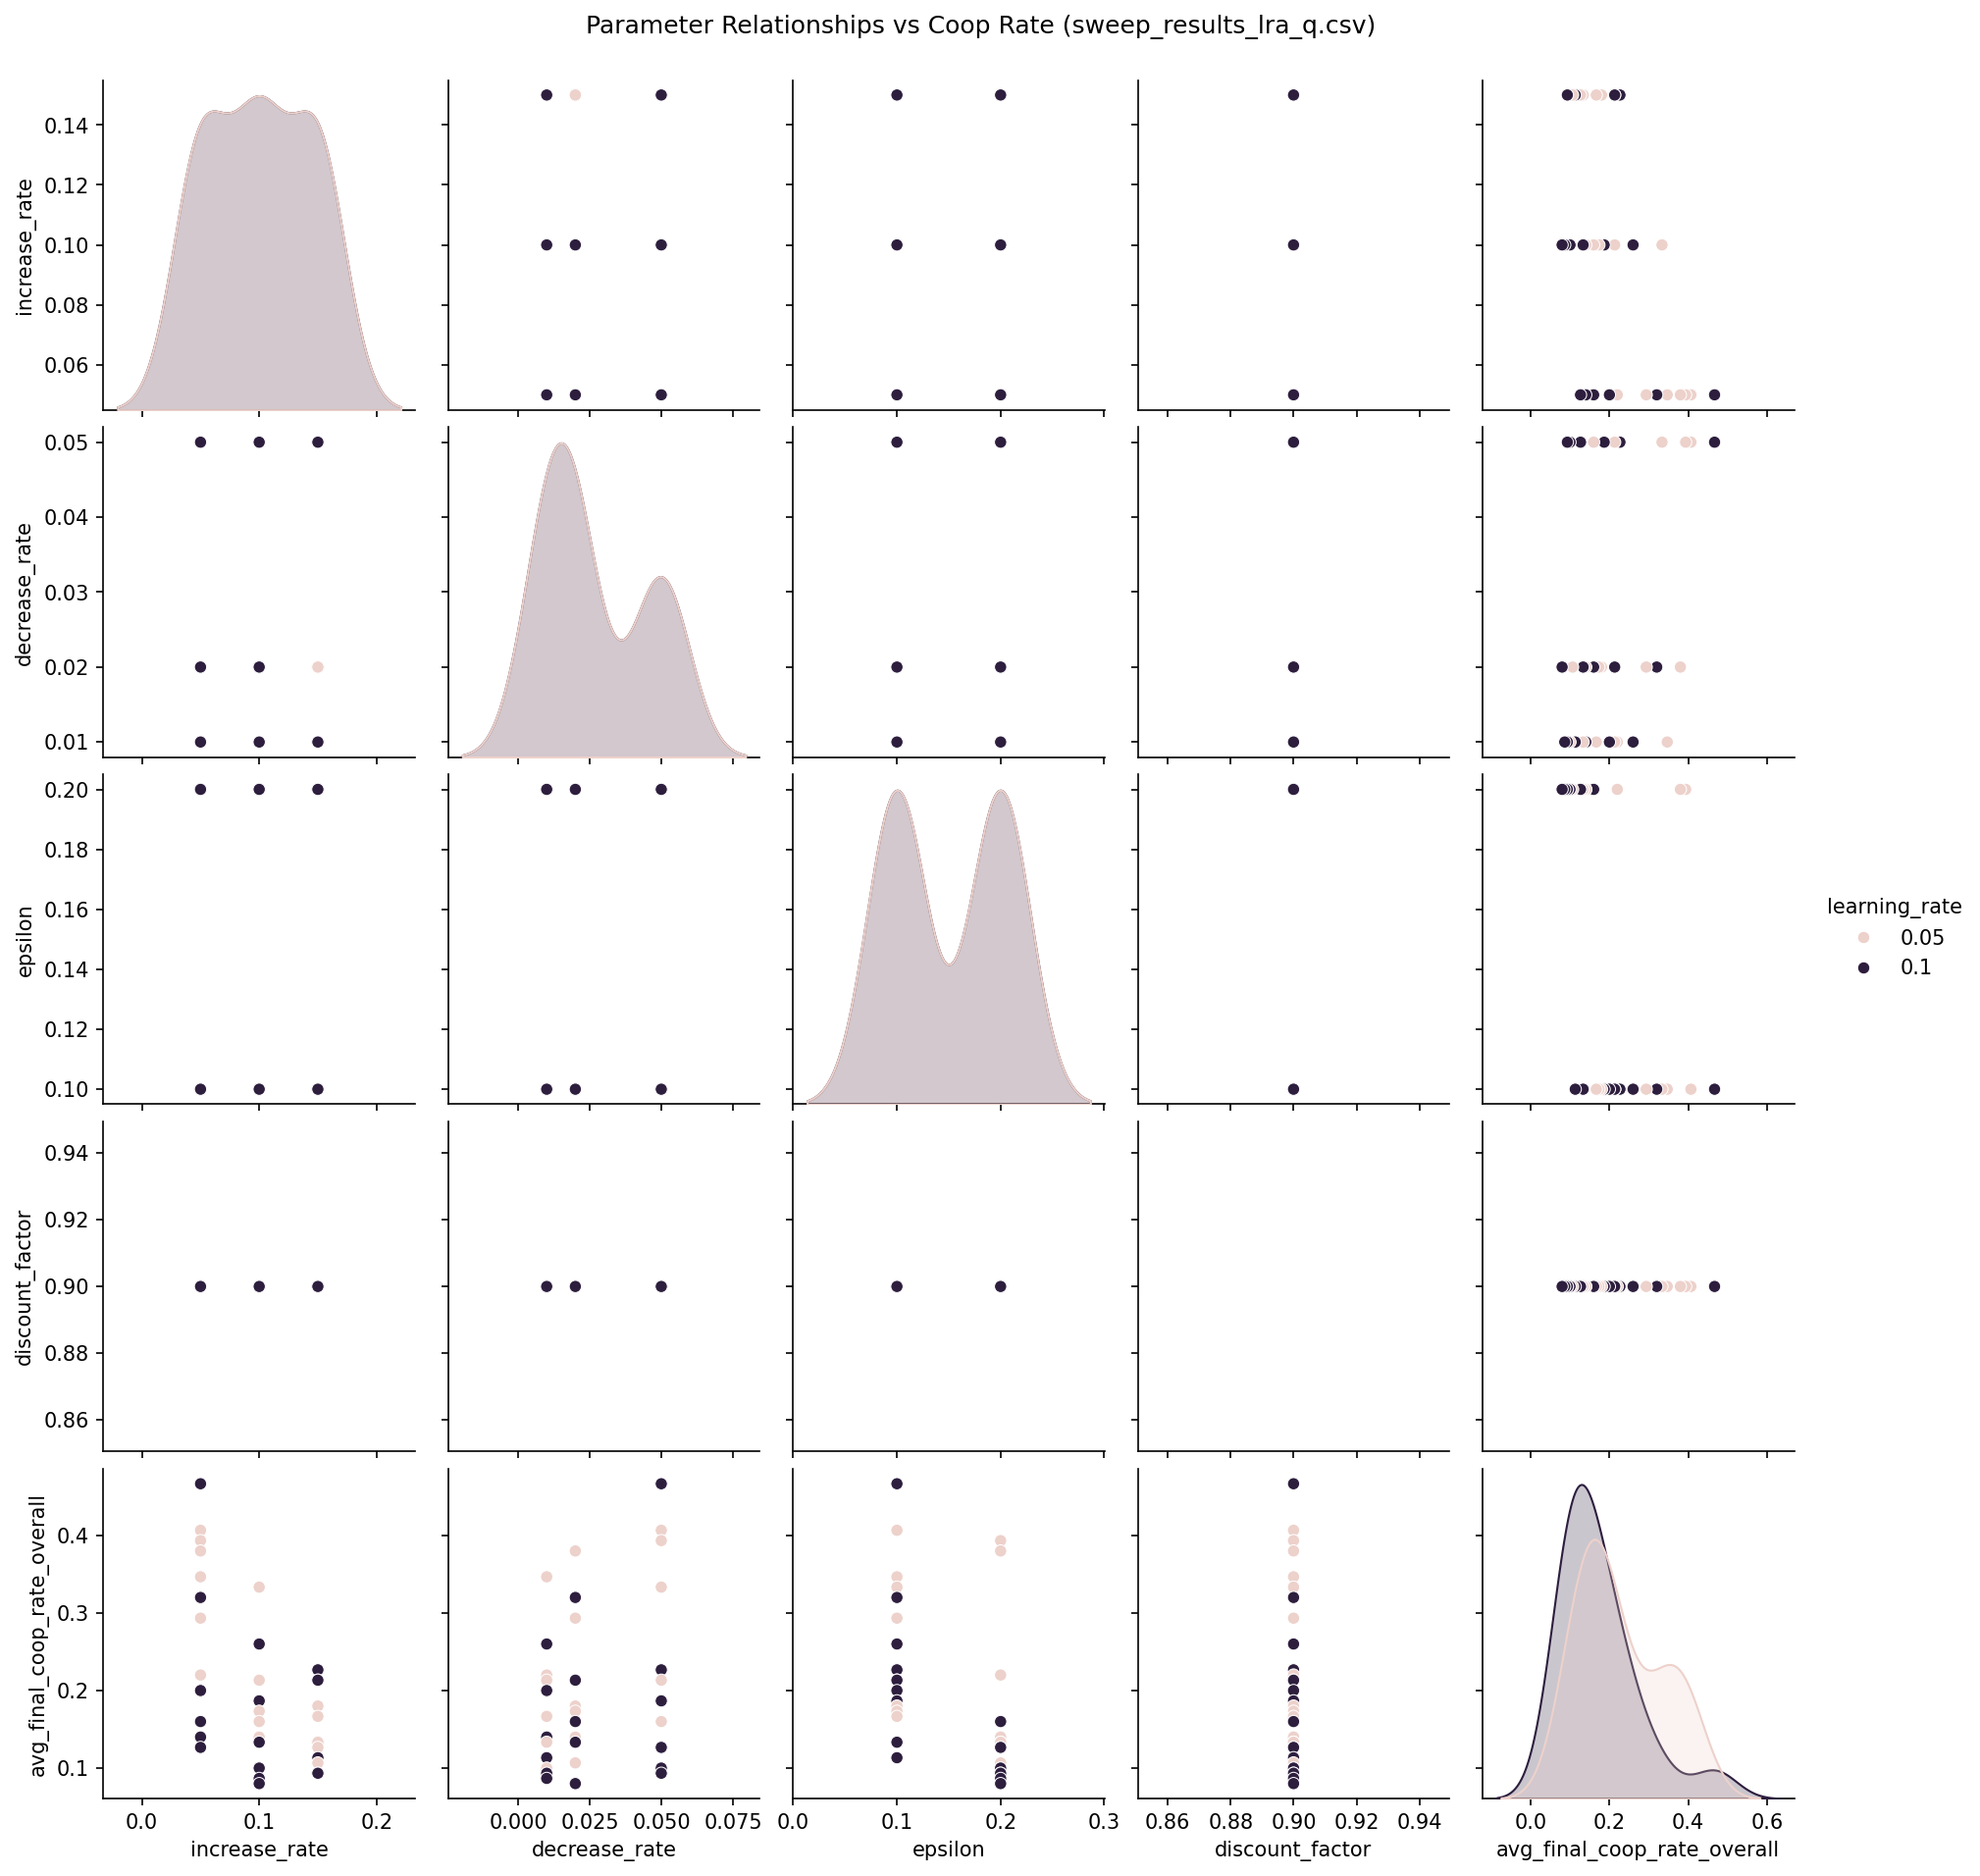 Parameter Relationships vs Coop Rate (sweep_results_lra_q.csv)
increase_rate
0.14
0.12
0.10
0.08
0.06
decrease_rate
0.05
0.04
0.03
0.02
0.01
epsilon
0.20
0.18
0.16
0.14
0.12
0.10
learning_rate
0.05
0.1
discount_factor
0.94
0.92
0.90
0.88
0.86
avg_final_coop_rate_overall
0.4
0.3
0.2
0.1
0.0 0.1 0.2
0.000 0.025 0.050 0.075
0.0 0.1 0.2 0.3
0.86 0.88 0.90 0.92 0.94
0.0 0.2 0.4 0.6
increase_rate
decrease_rate
epsilon
discount_factor
avg_final_coop_rate_overall